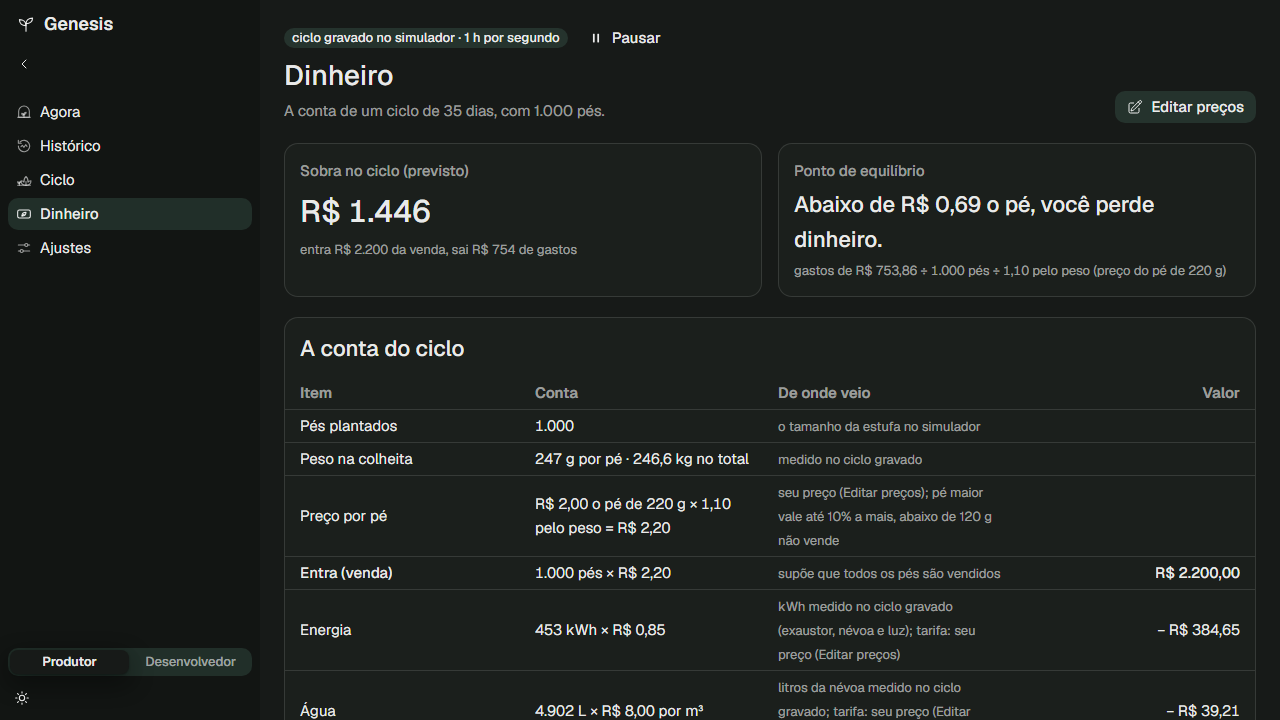 Genesis
ciclo gravado no simulador · 1 h por segundo
Pausar
Dinheiro
A conta de um ciclo de 35 dias, com 1.000 pés.
Editar preços
Agora
Histórico
Ciclo
Dinheiro
Ajustes
Sobra no ciclo (previsto)
R$ 1.446
entra R$ 2.200 da venda, sai R$ 754 de gastos
Ponto de equilíbrio
Abaixo de R$ 0,69 o pé, você perde
dinheiro.
gastos de R$ 753,86 ÷ 1.000 pés ÷ 1,10 pelo peso (preço do pé de 220 g)
A conta do ciclo
Item Conta De onde veio Valor
Pés plantados 1.000 o tamanho da estufa no simulador
Peso na colheita 247 g por pé · 246,6 kg no total medido no ciclo gravado
Preço por pé
R$ 2,00 o pé de 220 g × 1,10
pelo peso = R$ 2,20
seu preço (Editar preços); pé maior
vale até 10% a mais, abaixo de 120 g
não vende
Entra (venda) 1.000 pés × R$ 2,20 supõe que todos os pés são vendidos R$ 2.200,00
Energia 453 kWh × R$ 0,85
kWh medido no ciclo gravado
(exaustor, névoa e luz); tarifa: seu
preço (Editar preços)
− R$ 384,65
Água 4.902 L × R$ 8,00 por m³
litros da névoa medido no ciclo
gravado; tarifa: seu preço (Editar
− R$ 39,21
Produtor Desenvolvedor